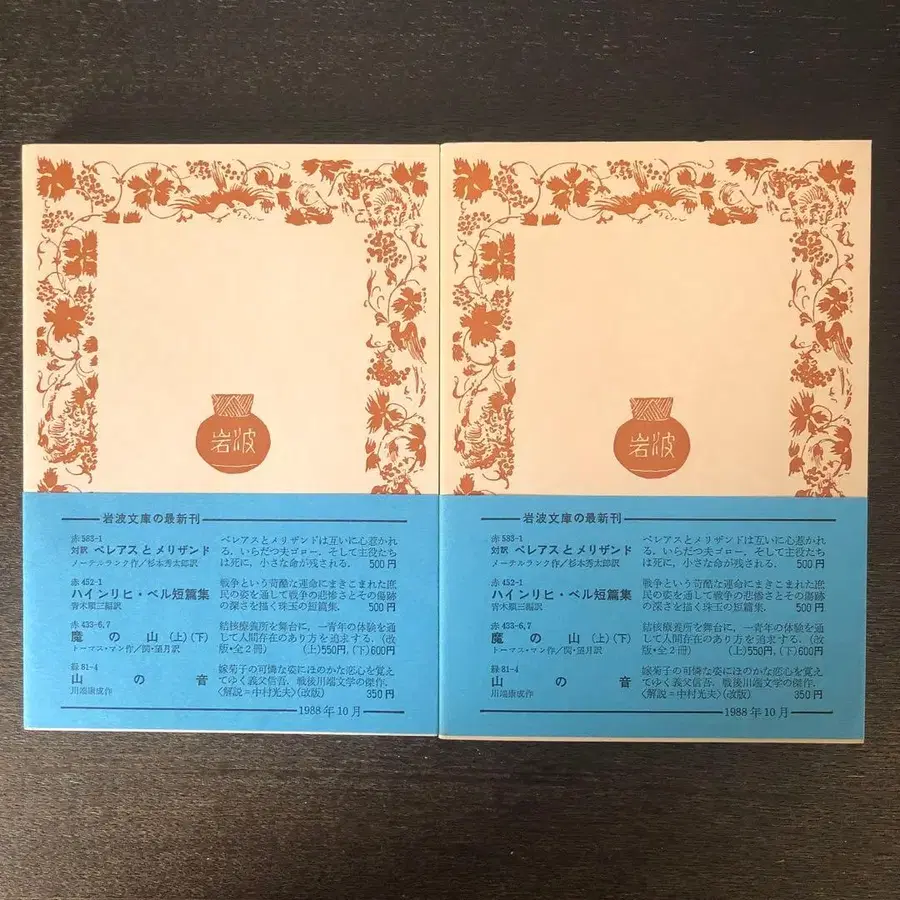 岩波
岩波文庫の最新刊
赤583-1
対訳 ペレアスとメリザンド
メーテルランク作／杉本秀太郎訳
ペレアスとメリザンドは互いに心惹かれ
る．いらだつ夫ゴロー．そして主役たち
は死に，小さな命が残される． 500円
赤452-1
ハインリヒ・ベル短篇集
青木順三編訳
戦争という苛酷な運命にまきこまれた庶
民の姿を通して戦争の悲惨さとその傷跡
の深さを描く珠玉の短篇集． 500円
赤433-6,7
魔の山(上)(下)
トーマス・マン作／関・望月訳
結核療養所を舞台に，一青年の体験を通
して人間存在のあり方を追求する．〈改
版・全2冊〉 (上)550円,(下)600円
緑81-4
山の音
川端康成作
嫁菊子の可憐な姿にほのかな恋心を覚え
てゆく義父信吾．戦後川端文学の傑作．
〈解説＝中村光夫〉〈改版〉 350円
1988年10月
岩波
岩波文庫の最新刊
赤583-1
対訳 ペレアスとメリザンド
メーテルランク作／杉本秀太郎訳
ペレアスとメリザンドは互いに心惹かれ
る．いらだつ夫ゴロー．そして主役たち
は死に，小さな命が残される． 500円
赤452-1
ハインリヒ・ベル短篇集
青木順三編訳
戦争という苛酷な運命にまきこまれた庶
民の姿を通して戦争の悲惨さとその傷跡
の深さを描く珠玉の短篇集． 500円
赤433-6,7
魔の山(上)(下)
トーマス・マン作／関・望月訳
結核療養所を舞台に，一青年の体験を通
して人間存在のあり方を追求する．〈改
版・全2冊〉 (上)550円,(下)600円
緑81-4
山の音
川端康成作
嫁菊子の可憐な姿にほのかな恋心を覚え
てゆく義父信吾．戦後川端文学の傑作．
〈解説＝中村光夫〉〈改版〉 350円
1988年10月